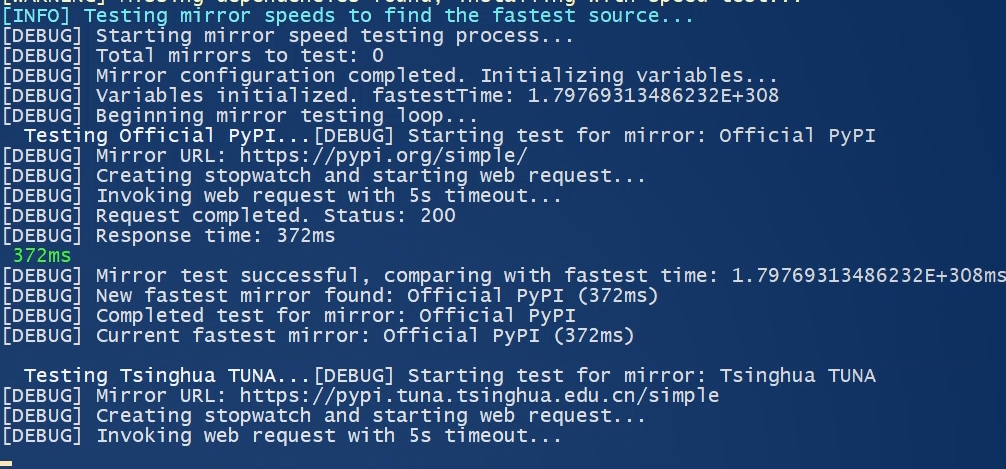 [INFO] Testing mirror speeds to find the fastest source...
[DEBUG] Starting mirror speed testing process...
[DEBUG] Total mirrors to test: 0
[DEBUG] Mirror configuration completed. Initializing variables...
[DEBUG] Variables initialized. fastestTime: 1.79769313486232E+308
[DEBUG] Beginning mirror testing loop...
Testing Official PyPI...[DEBUG] Starting test for mirror: Official PyPI
[DEBUG] Mirror URL: https://pypi.org/simple/
[DEBUG] Creating stopwatch and starting web request...
[DEBUG] Invoking web request with 5s timeout...
[DEBUG] Request completed. Status: 200
[DEBUG] Response time: 372ms
372ms
[DEBUG] Mirror test successful, comparing with fastest time: 1.79769313486232E+308ms
[DEBUG] New fastest mirror found: Official PyPI (372ms)
[DEBUG] Completed test for mirror: Official PyPI
[DEBUG] Current fastest mirror: Official PyPI (372ms)
Testing Tsinghua TUNA...[DEBUG] Starting test for mirror: Tsinghua TUNA
[DEBUG] Mirror URL: https://pypi.tuna.tsinghua.edu.cn/simple
[DEBUG] Creating stopwatch and starting web request...
[DEBUG] Invoking web request with 5s timeout...